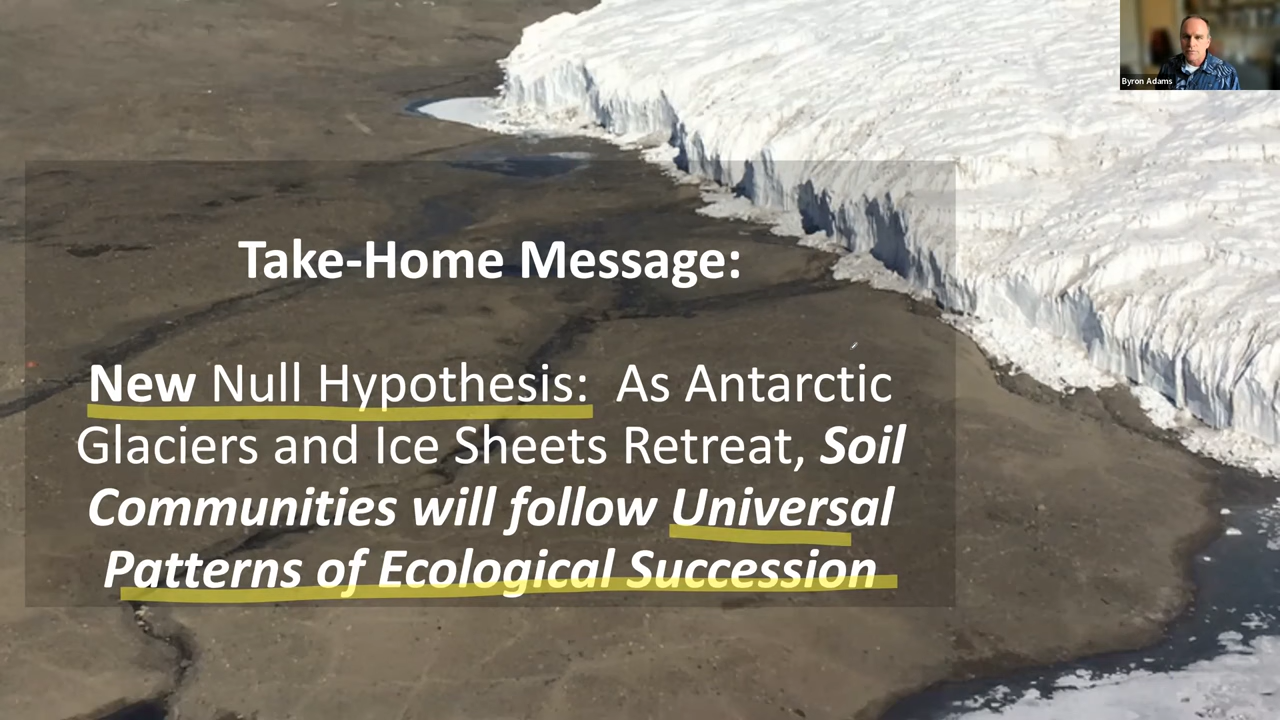 Byron Adams
Take-Home Message:
New Null Hypothesis: As Antarctic
Glaciers and Ice Sheets Retreat, Soil
Communities will follow Universal
Patterns of Ecological Succession